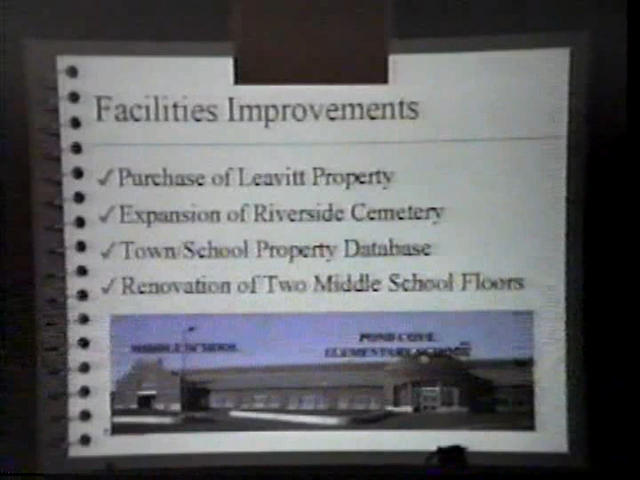 Facilities Improvements
✓Purchase of Leavitt Property
✓Expansion of Riverside Cemetery
✓Town/School Property Database
✓Renovation of Two Middle School Floors
MIDDLE SCHOOL
POND COVE
ELEMENTARY SCHOOL